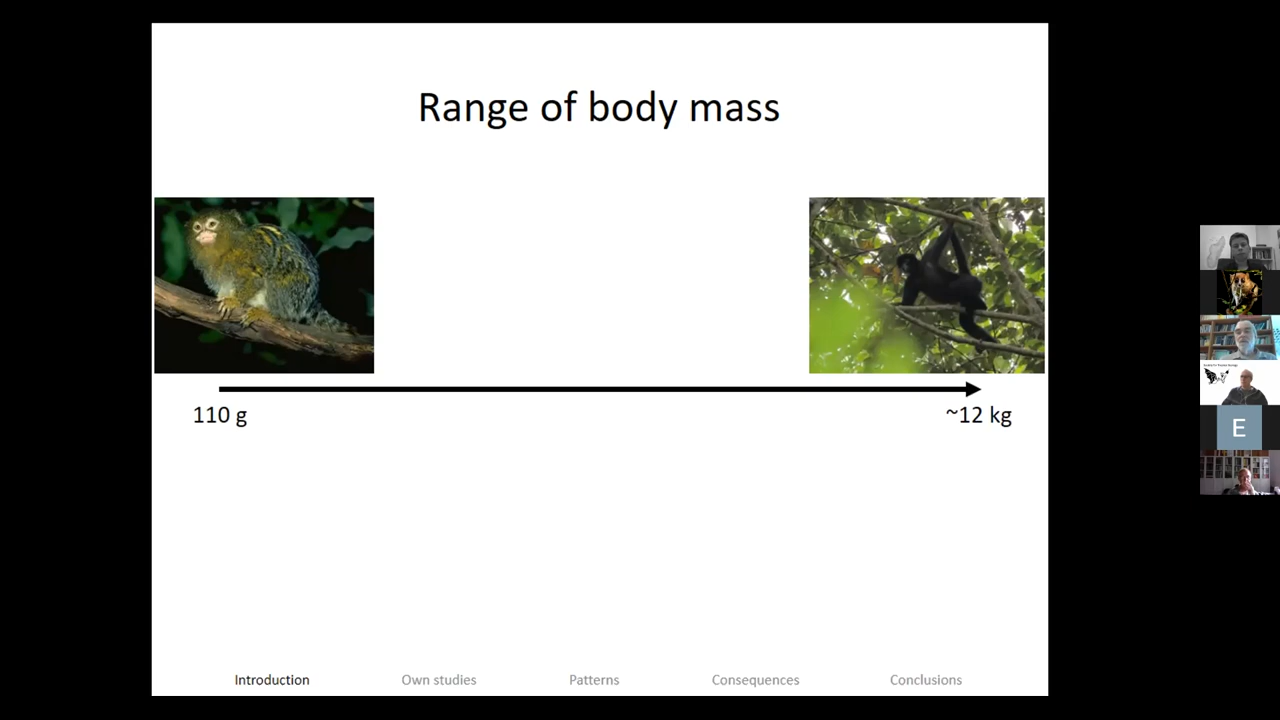 Range of body mass
110 g
~12 kg
E
Introduction
Own studies
Patterns
Consequences
Conclusions